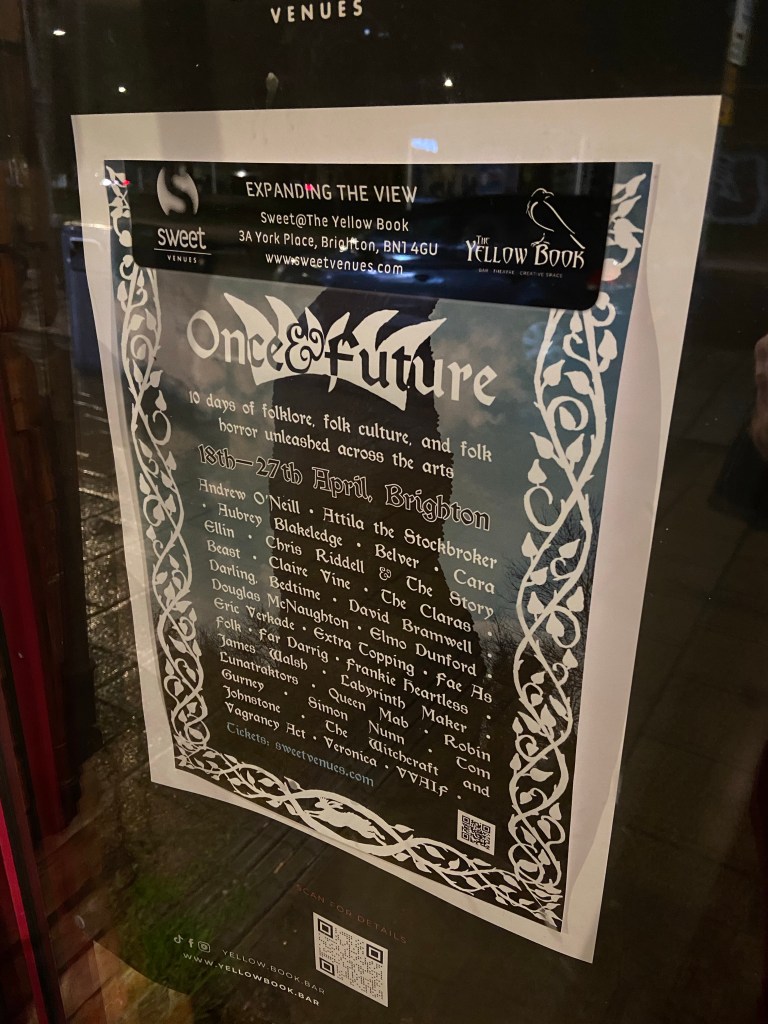 VENUES
S
sweet
VENUES
EXPANDING THE VIEW
Sweet@The Yellow Book
3A York Place, Brighton, BN1 4GU
www.sweetvenues.com
THE
YELLOW BOOK
BAR · THEATRE · CREATIVE SPACE
Once & Future
10 days of folklore, folk culture, and folk
horror unleashed across the arts
18th—27th April, Brighton
Andrew O'Neill · Attila the Stockbroker
· Aubrey Blakeledge · Belver · Cara
Ellin · Chris Riddell & The Story
Beast · Claire Vine · The Claras ·
Darling, Bedtime · David Bramwell ·
Douglas McNaughton · Elmo Dunford ·
Eric Verkade · Extra Topping · Fae As
Folk · Far Darrig · Frankie Heartless ·
James Walsh · Labyrinth Maker ·
Lunatraktors · Queen Mab · Robin
Gurney · Simon Nunn · Tom
Johnstone · The Witchcraft and
Vagrancy Act · Veronica · VVAIF ·
Tickets: sweetvenues.com
SCAN FOR DETAILS
YELLOW.BOOK.BAR
WWW.YELLOWBOOK.BAR